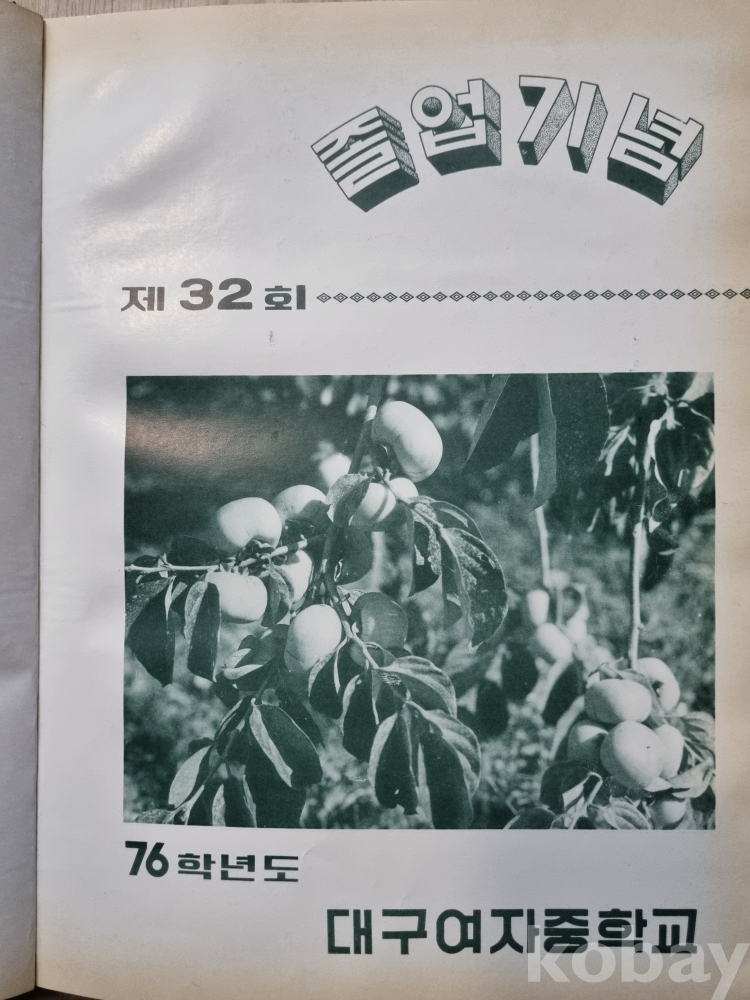 졸업기념
제 32 회
76 학년도
대구여자중학교
kobay